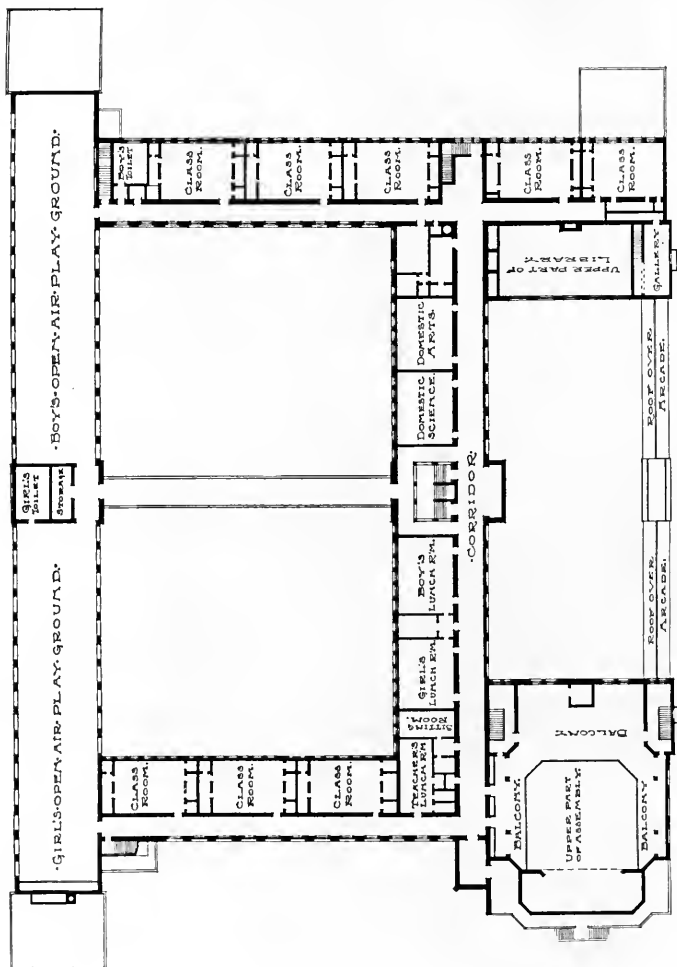 ·BOY'S·OPEN·AIR·PLAY·GROUND·
BOY'S
TOILET
CLASS
ROOM.
CLASS
ROOM.
CLASS
ROOM.
CLASS
ROOM.
CLASS
ROOM.
UPPER PART OF
LIBRARY
GALLERY
DOMESTIC
ARTS.
DOMESTIC
SCIENCE.
ROOF OVER
ARCADE.
GIRL'S
TOILET
STORAGE
·CORRIDOR·
·GIRL'S·OPEN·AIR·PLAY·GROUND·
BOY'S
LUNCH R'M.
GIRL'S
LUNCH R'M.
SITTING
ROOM.
TEACHER'S
LUNCH R'M
ROOF OVER
ARCADE.
CLASS
ROOM.
CLASS
ROOM.
CLASS
ROOM.
BALCONY
BALCONY
UPPER PART
OF ASSEMBLY.
BALCONY